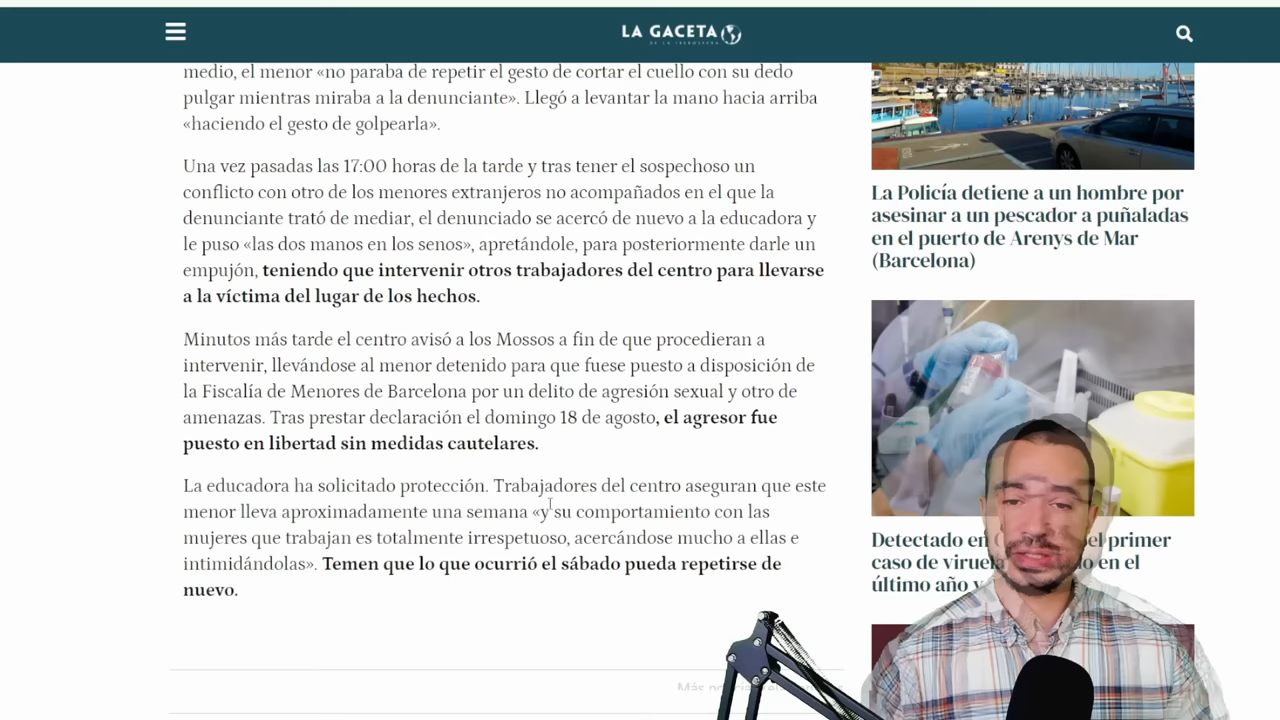 LA GACETA
DE LA IBEROSFERA
medio, el menor «no paraba de repetir el gesto de cortar el cuello con su dedo
pulgar mientras miraba a la denunciante». Llegó a levantar la mano hacia arriba
«haciendo el gesto de golpearla».
Una vez pasadas las 17:00 horas de la tarde y tras tener el sospechoso un
conflicto con otro de los menores extranjeros no acompañados en el que la
denunciante trató de mediar, el denunciado se acercó de nuevo a la educadora y
le puso «las dos manos en los senos», apretándole, para posteriormente darle un
empujón, teniendo que intervenir otros trabajadores del centro para llevarse
a la víctima del lugar de los hechos.
Minutos más tarde el centro avisó a los Mossos a fin de que procedieran a
intervenir, llevándose al menor detenido para que fuese puesto a disposición de
la Fiscalía de Menores de Barcelona por un delito de agresión sexual y otro de
amenazas. Tras prestar declaración el domingo 18 de agosto, el agresor fue
puesto en libertad sin medidas cautelares.
La educadora ha solicitado protección. Trabajadores del centro aseguran que este
menor lleva aproximadamente una semana «y su comportamiento con las
mujeres que trabajan es totalmente irrespetuoso, acercándose mucho a ellas e
intimidándolas». Temen que lo que ocurrió el sábado pueda repetirse de
nuevo.
La Policía detiene a un hombre por
asesinar a un pescador a puñaladas
en el puerto de Arenys de Mar
(Barcelona)
Detectado en el primer
caso de viruela en el
último año y
Más